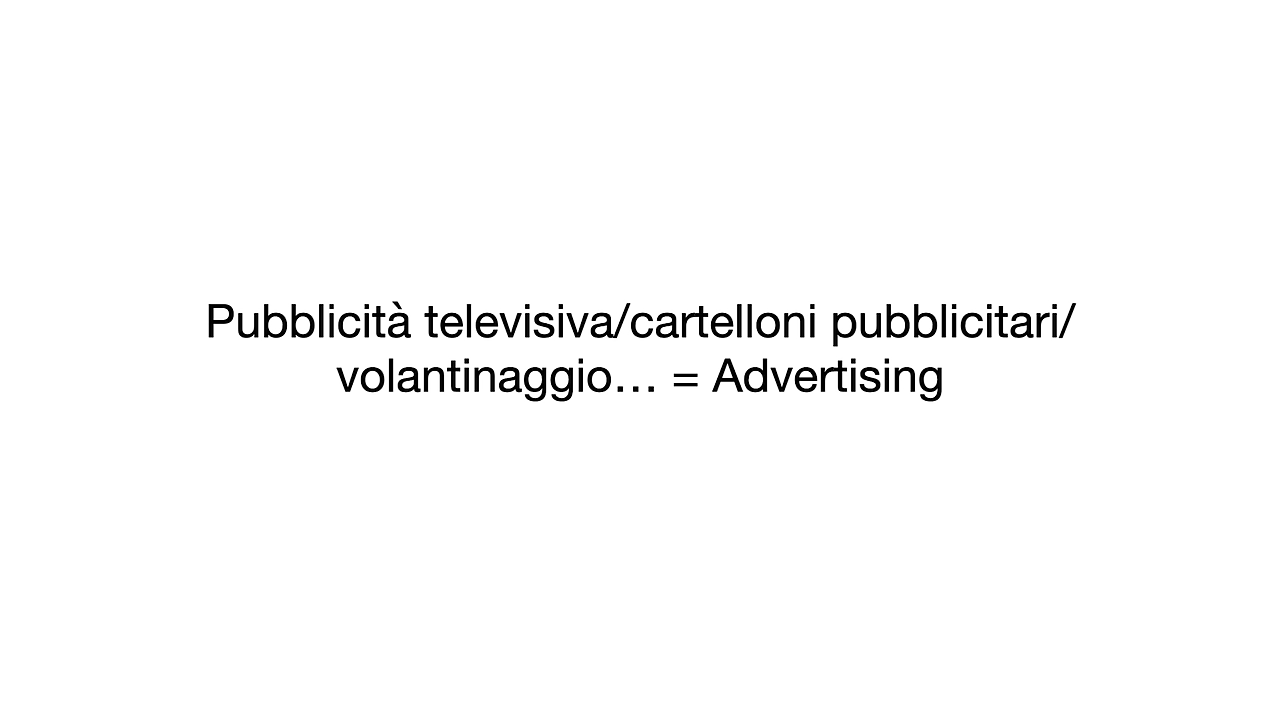 Pubblicità televisiva/cartelloni pubblicitari/
volantinaggio… = Advertising